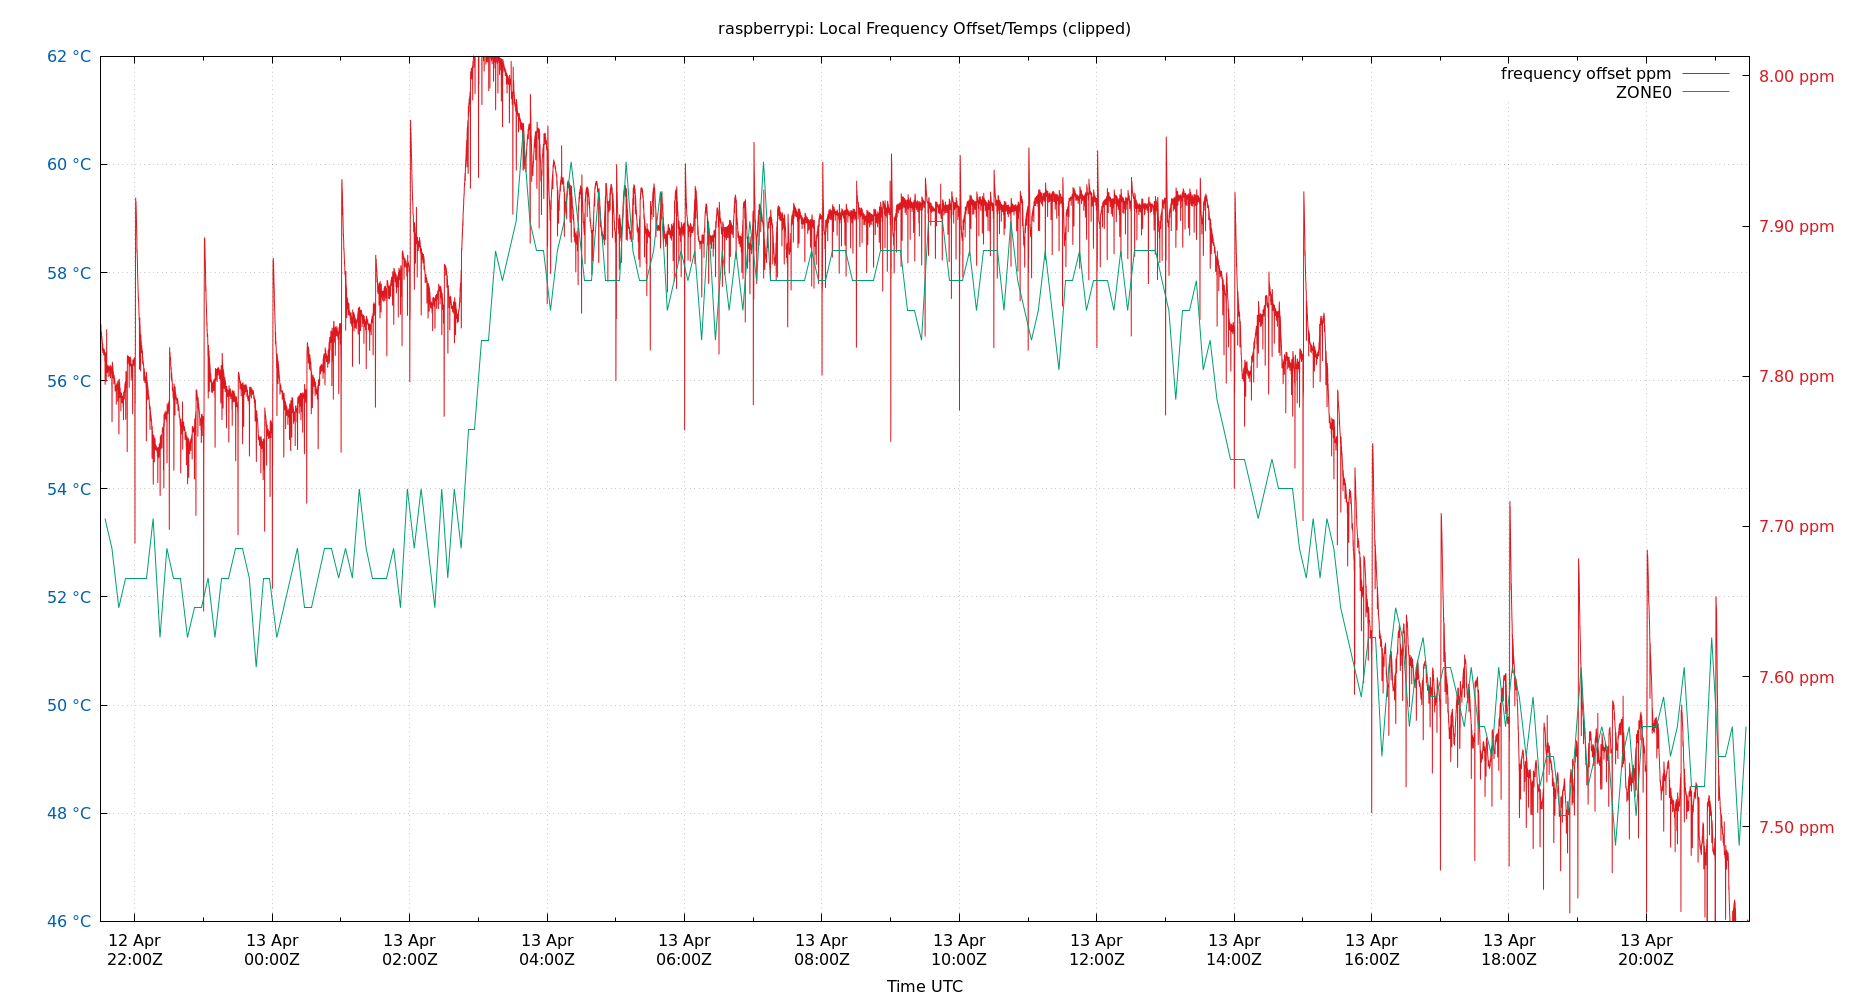 raspberrypi: Local Frequency Offset/Temps (clipped)
frequency offset ppm
ZONE0
62 °C
60 °C
58 °C
56 °C
54 °C
52 °C
50 °C
48 °C
46 °C
8.00 ppm
7.90 ppm
7.80 ppm
7.70 ppm
7.60 ppm
7.50 ppm
12 Apr
22:00Z
13 Apr
00:00Z
13 Apr
02:00Z
13 Apr
04:00Z
13 Apr
06:00Z
13 Apr
08:00Z
13 Apr
10:00Z
13 Apr
12:00Z
13 Apr
14:00Z
13 Apr
16:00Z
13 Apr
18:00Z
13 Apr
20:00Z
Time UTC